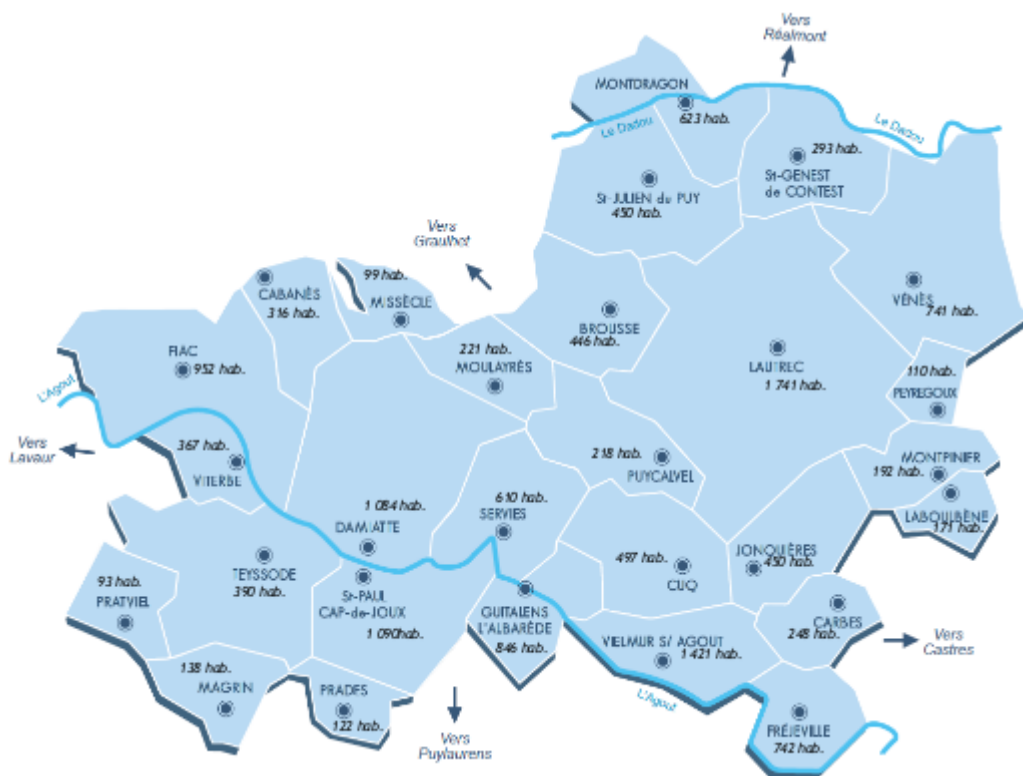 Vers
Réalmont
MONTDRAGON
623 hab.
Le Dadou
Le Dadou
293 hab.
St-GENEST
de CONTEST
St-JULIEN du PUY
450 hab.
Vers
Graulhet
99 hab.
MISSÈCLE
CABANÈS
316 hab.
VÉNÈS
741 hab.
BROUSSE
446 hab.
221 hab.
MOULAYRÈS
FIAC
952 hab.
LAUTREC
1 741 hab.
110 hab.
PEYREGOUX
L'Agout
Vers
Lavaur
367 hab.
VITERBE
218 hab.
PUYCALVEL
MONTPINIER
192 hab.
LABOULBÈNE
171 hab.
1 084 hab.
DAMIATTE
610 hab.
SERVIES
497 hab.
CUQ
JONQUIÈRES
450 hab.
TEYSSODE
390 hab.
St-PAUL
CAP-de-JOUX
1 090hab.
93 hab.
PRATVIEL
GUITALENS
L'ALBARÈDE
846 hab.
VIELMUR S/ AGOUT
1 421 hab.
CARBES
248 hab.
Vers
Castres
138 hab.
MAGRIN
PRADES
122 hab.
L'Agout
FRÉJEVILLE
742 hab.
Vers
Puylaurens